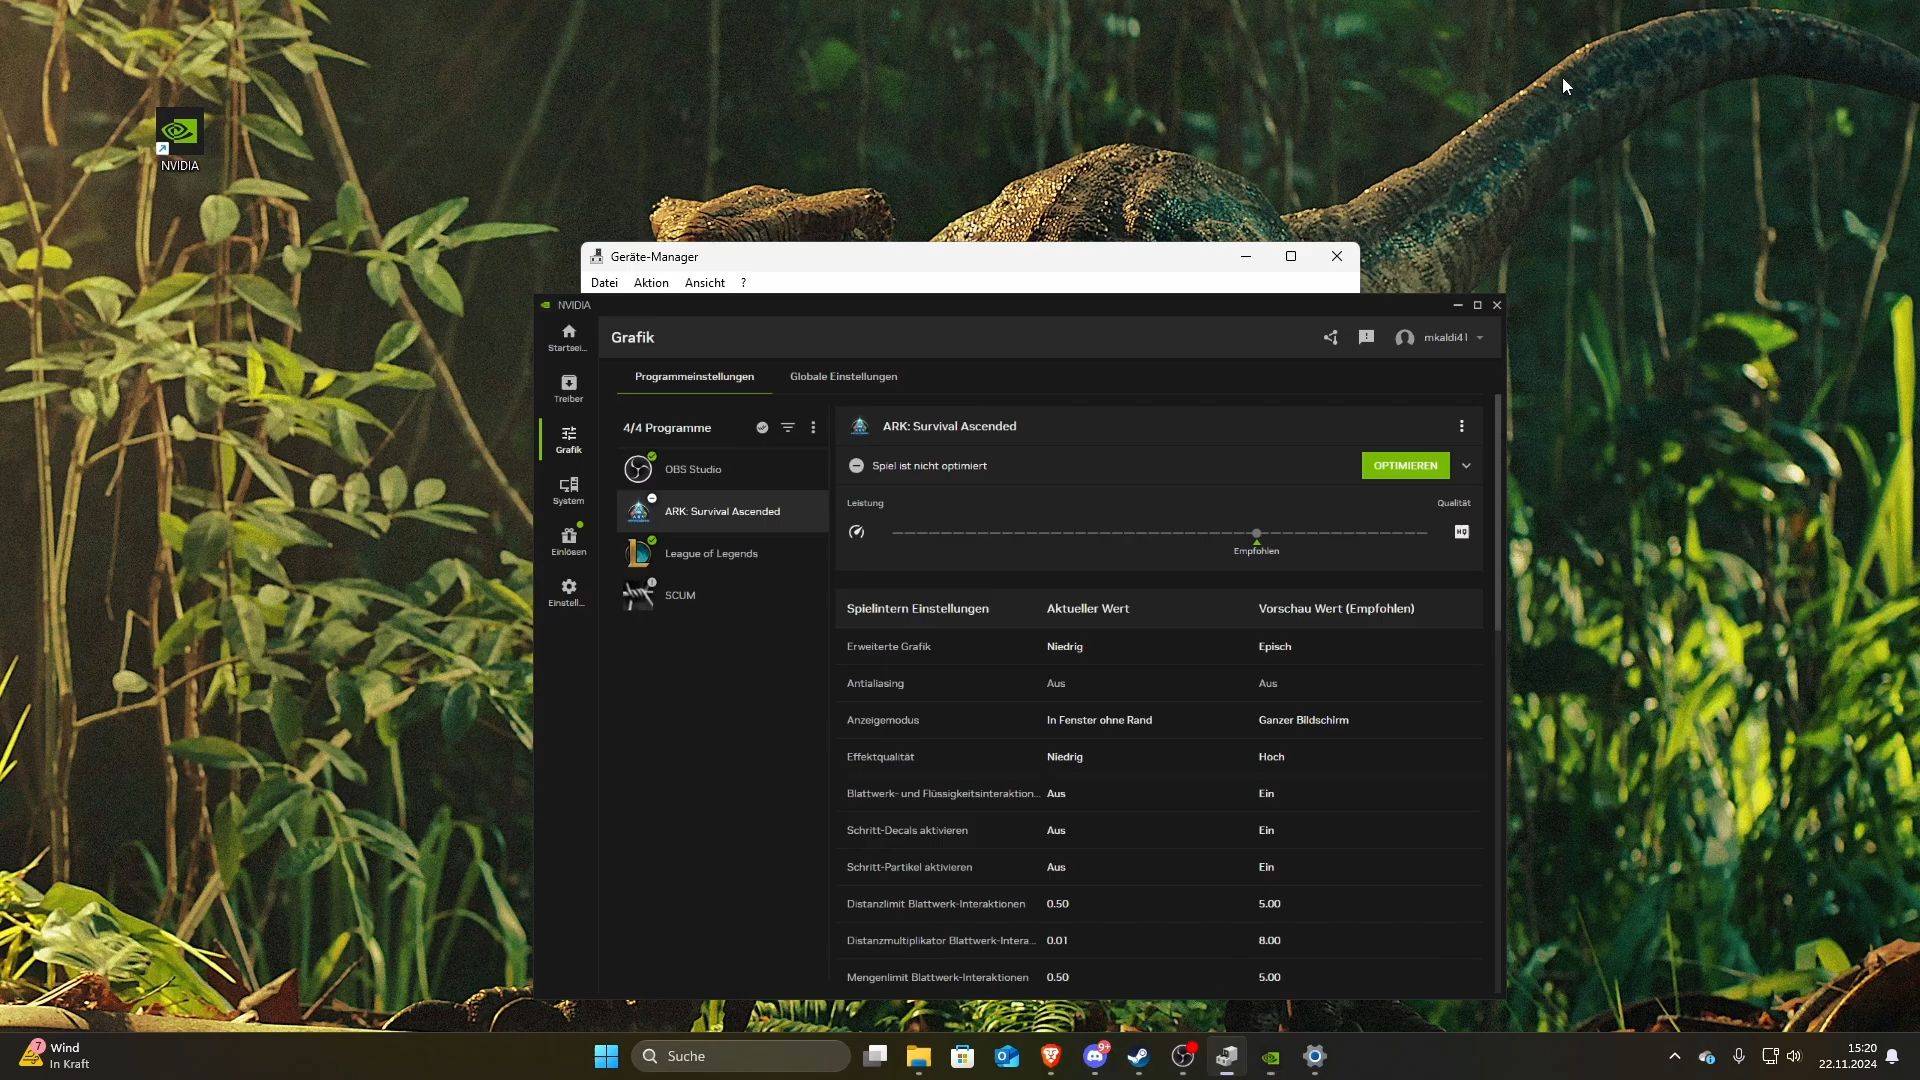 NVIDIA
Geräte-Manager
Datei Aktion Ansicht ?
NVIDIA
Startsei...
Treiber
Grafik
System
Einlösen
Einstell...
Grafik
mkaldi41
Programmeinstellungen Globale Einstellungen
4/4 Programme
OBS Studio
ARK: Survival Ascended
League of Legends
SCUM
ARK: Survival Ascended
Spiel ist nicht optimiert
OPTIMIEREN
Leistung Qualität
HQ
Empfohlen
Spielintern Einstellungen Aktueller Wert Vorschau Wert (Empfohlen)
Erweiterte Grafik Niedrig Episch
Antialiasing Aus Aus
Anzeigemodus In Fenster ohne Rand Ganzer Bildschirm
Effektqualität Niedrig Hoch
Blattwerk- und Flüssigkeitsinteraktion... Aus Ein
Schritt-Decals aktivieren Aus Ein
Schritt-Partikel aktivieren Aus Ein
Distanzlimit Blattwerk-Interaktionen 0.50 5.00
Distanzmultiplikator Blattwerk-Intera... 0.01 8.00
Mengenlimit Blattwerk-Interaktionen 0.50 5.00
7
Wind
In Kraft
Suche
9+
15:20
22.11.2024